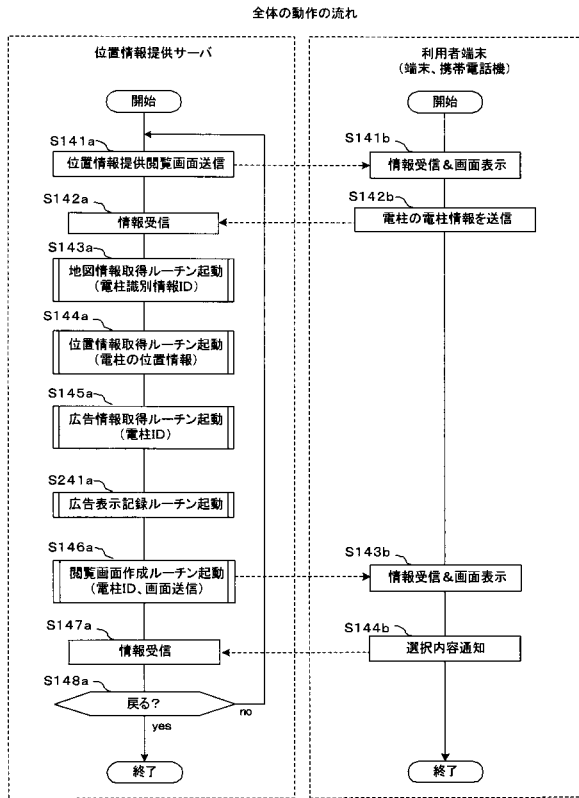 全体の動作の流れ
位置情報提供サーバ
開始
S141a
位置情報提供閲覧画面送信
S142a
情報受信
S143a
地図情報取得ルーチン起動
(電柱識別情報ID)
S144a
位置情報取得ルーチン起動
(電柱の位置情報)
S145a
広告情報取得ルーチン起動
(電柱ID)
S241a
広告表示記録ルーチン起動
S146a
閲覧画面作成ルーチン起動
(電柱ID、画面送信)
S147a
情報受信
S148a
戻る?
no
yes
終了
利用者端末
(端末、携帯電話機)
開始
S141b
情報受信&画面表示
S142b
電柱の電柱情報を送信
S143b
情報受信&画面表示
S144b
選択内容通知
終了